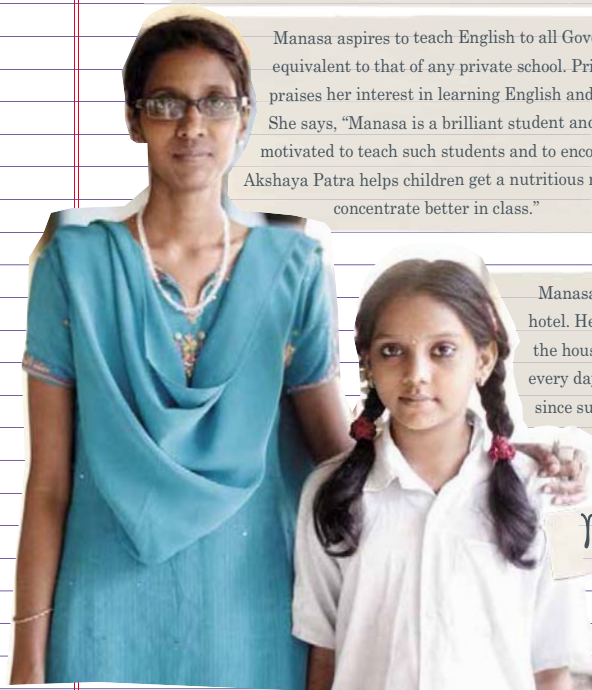 Manasa aspires to teach English to all Gov
equivalent to that of any private school. Pri
praises her interest in learning English and
She says, “Manasa is a brilliant student and
motivated to teach such students and to enco
Akshaya Patra helps children get a nutritious
concentrate better in class.”
Manasa
hotel. He
the hous
every day
since su